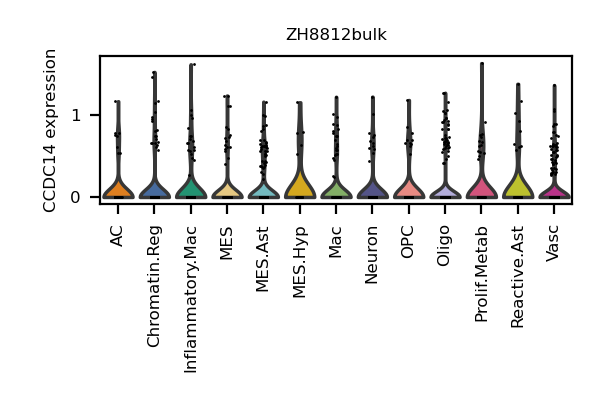 ZH8812bulk
CCDC14 expression
1
0
AC
Chromatin.Reg
Inflammatory.Mac
MES
MES.Ast
MES.Hyp
Mac
Neuron
OPC
Oligo
Prolif.Metab
Reactive.Ast
Vasc